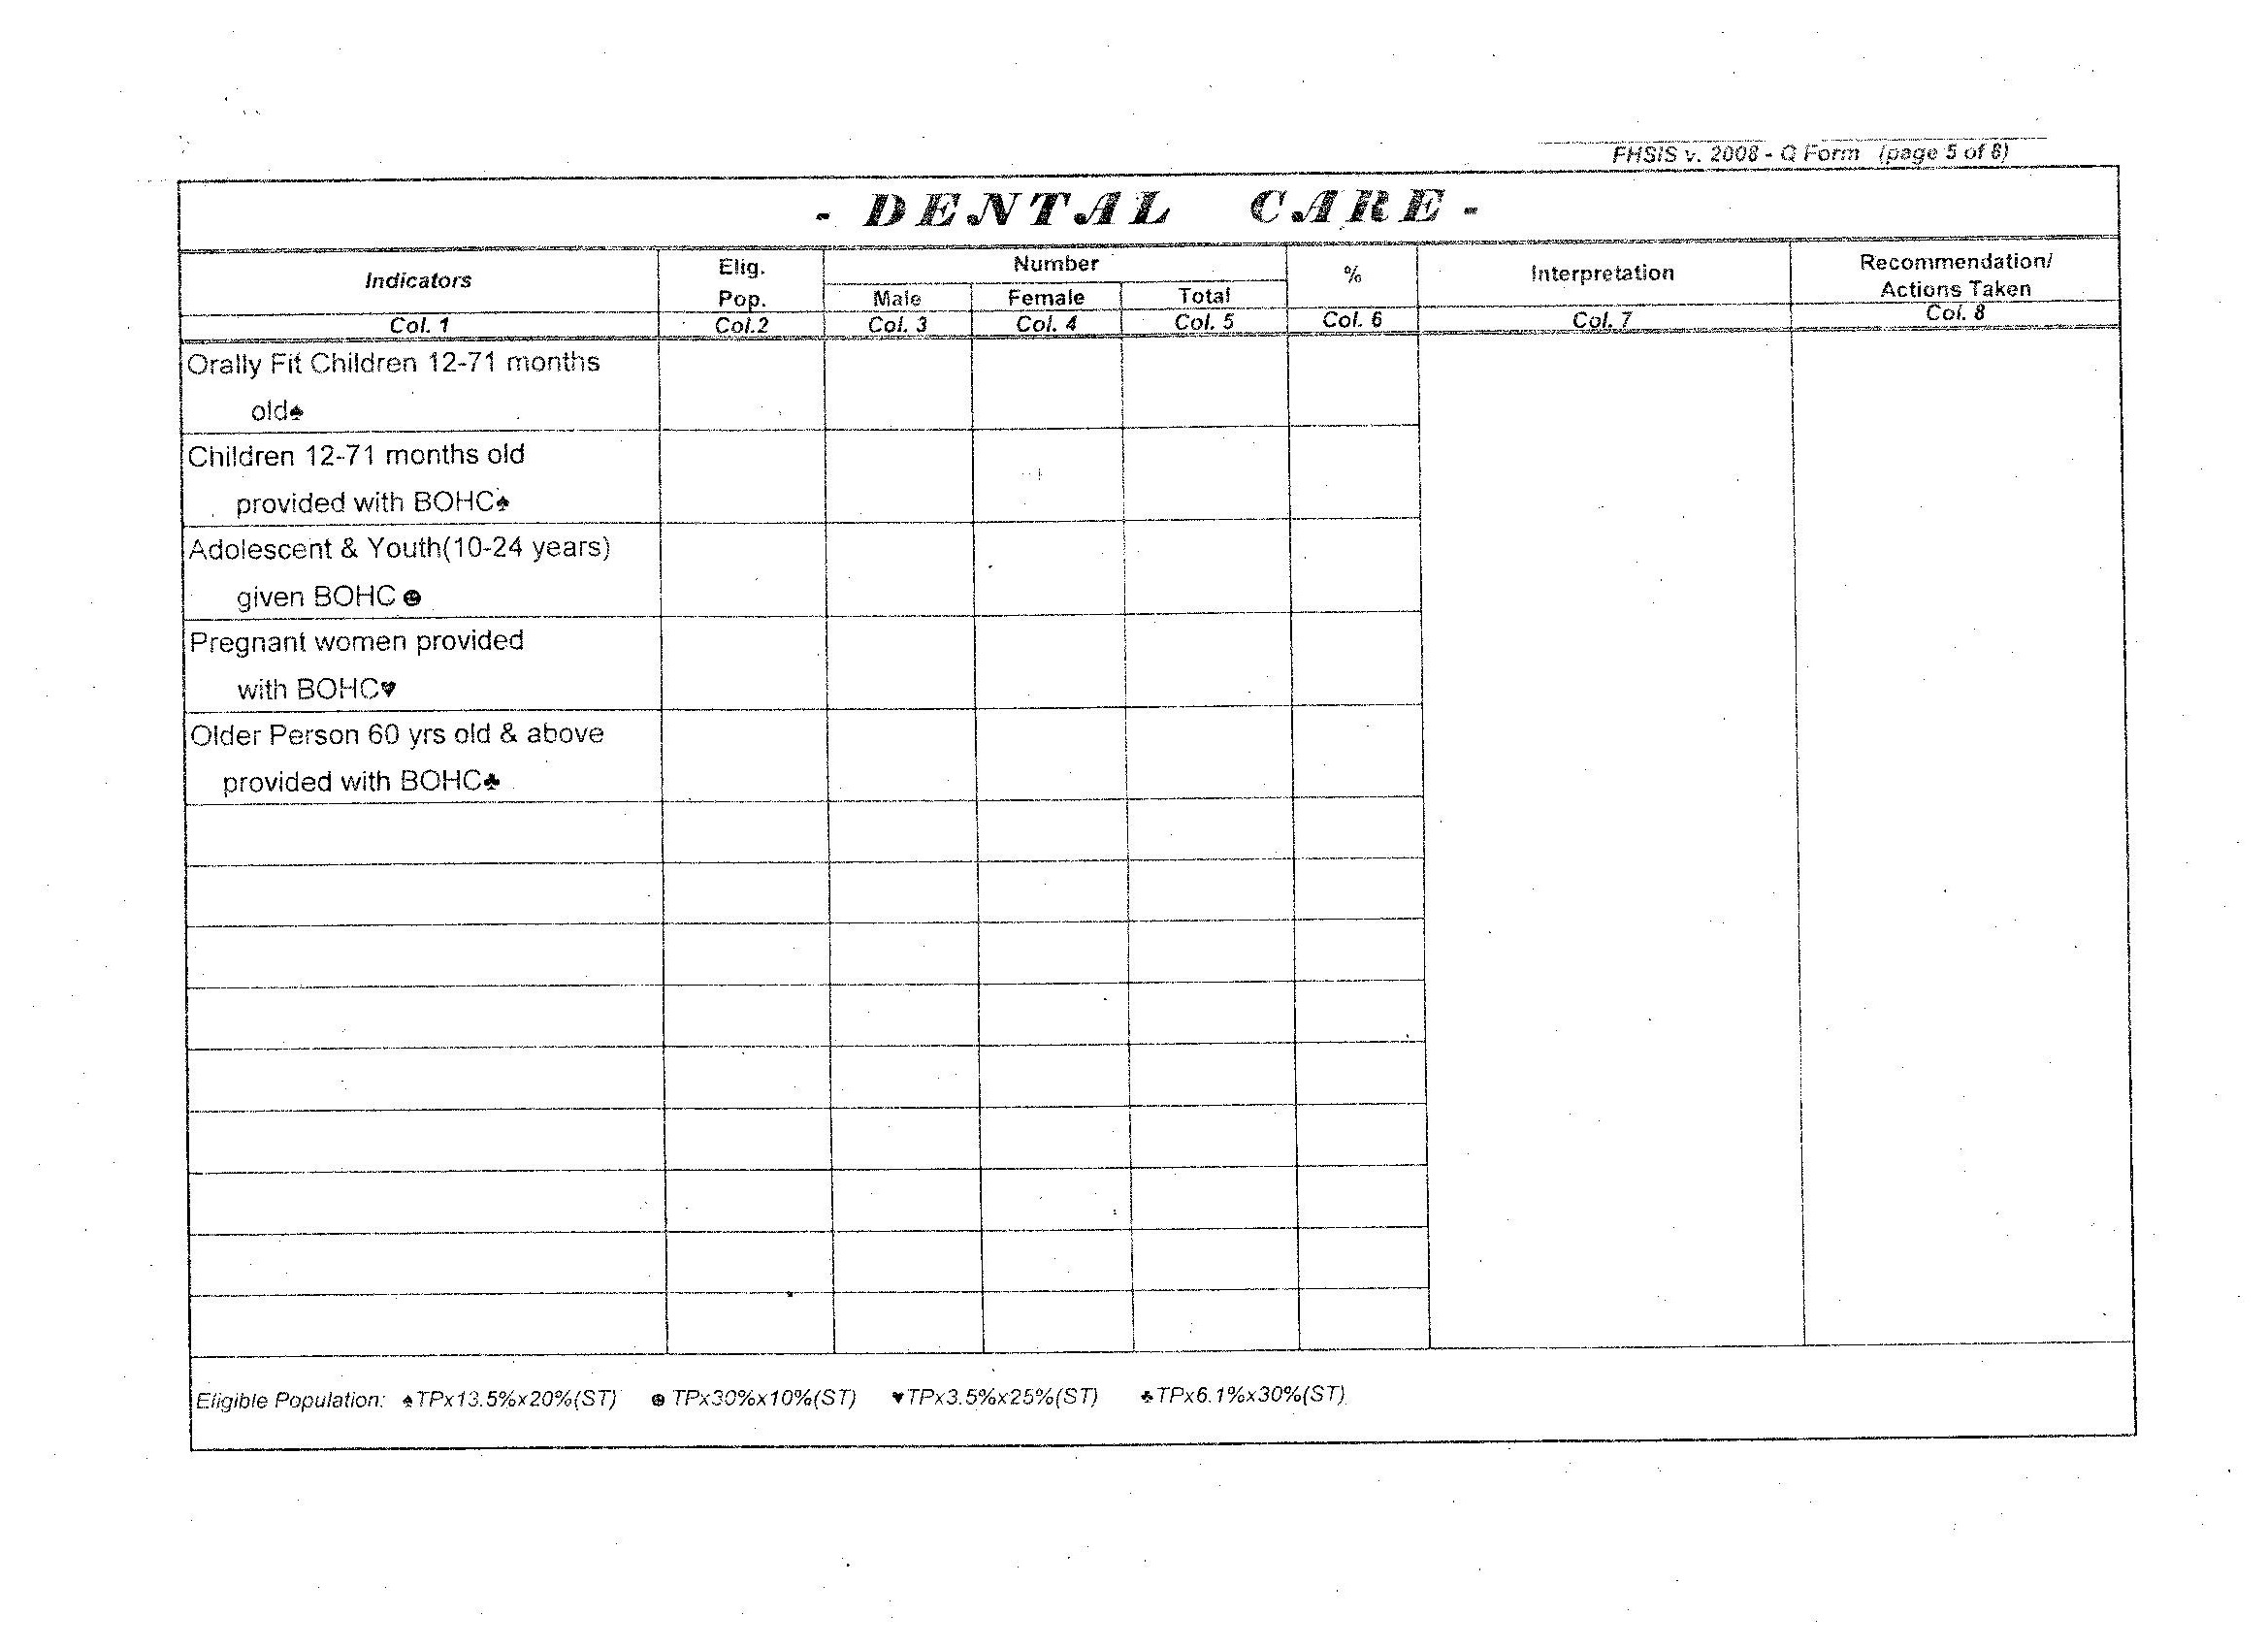 FHSIS v. 2008 - Q Form (page 5 of 8)
- DENTAL CARE -
Indicators Elig. Pop. Number % Interpretation Recommendation/ Actions Taken
Male Female Total
Col. 1 Col.2 Col. 3 Col. 4 Col. 5 Col. 6 Col. 7 Col. 8
Orally Fit Children 12-71 months
old♠
Children 12-71 months old
provided with BOHC♠
Adolescent & Youth(10-24 years)
given BOHC ☻
Pregnant women provided
with BOHC♥
Older Person 60 yrs old & above
provided with BOHC♣
Eligible Population: ♠TPx13.5%x20%(ST) ☻TPx30%x10%(ST) ♥TPx3.5%x25%(ST) ♣TPx6.1%x30%(ST)